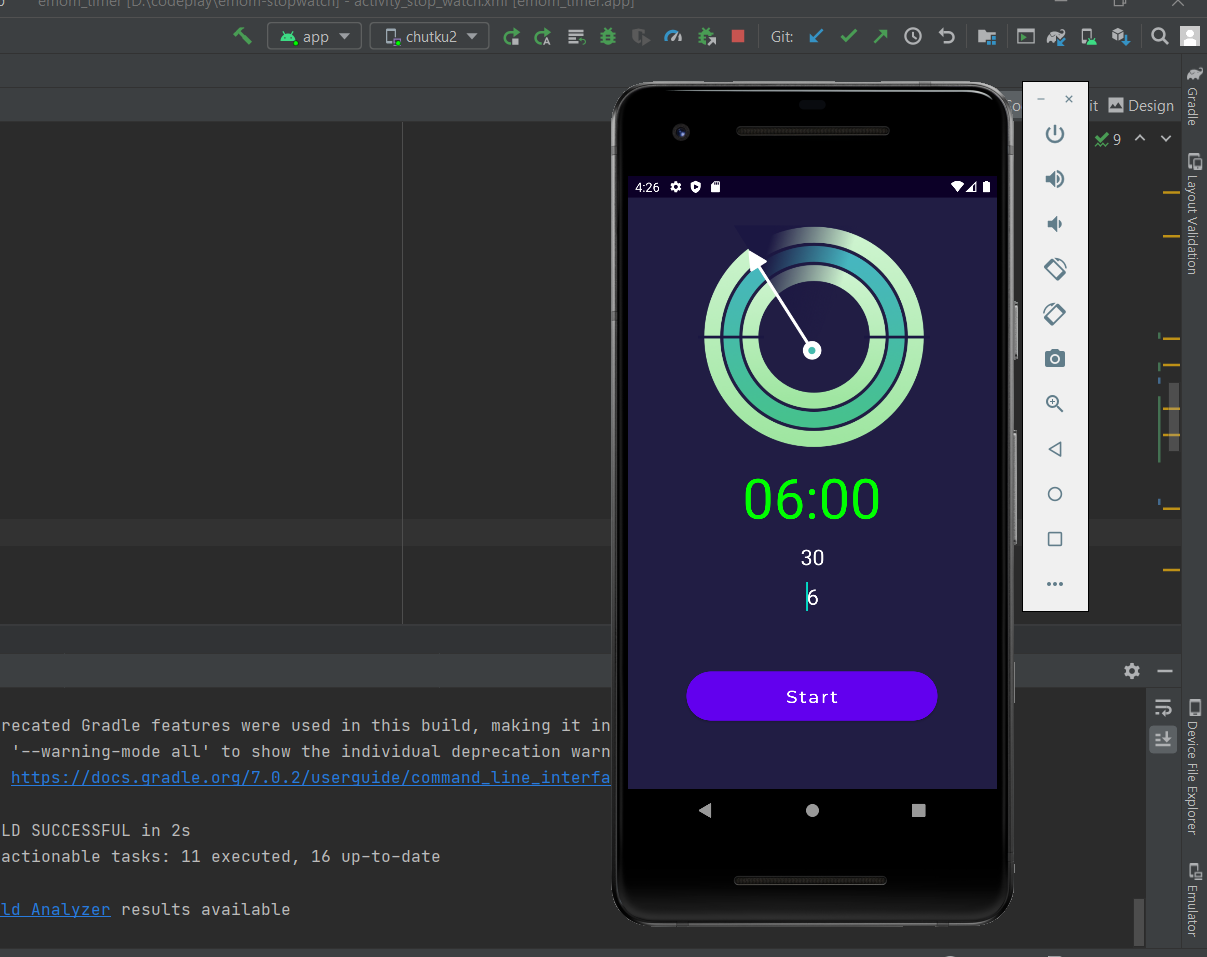 emom_timer [D:\codeplay\emom-stopwatch] - activity_stop_watch.xml [emom_timer.app]
app
chutku2
Git:
Design
9
Gradle
Layout Validation
4:26
06:00
30
6
Start
recated Gradle features were used in this build, making it in
'--warning-mode all' to show the individual deprecation warn
https://docs.gradle.org/7.0.2/userguide/command_line_interfa
LD SUCCESSFUL in 2s
actionable tasks: 11 executed, 16 up-to-date
ld Analyzer results available
Device File Explorer
Emulator